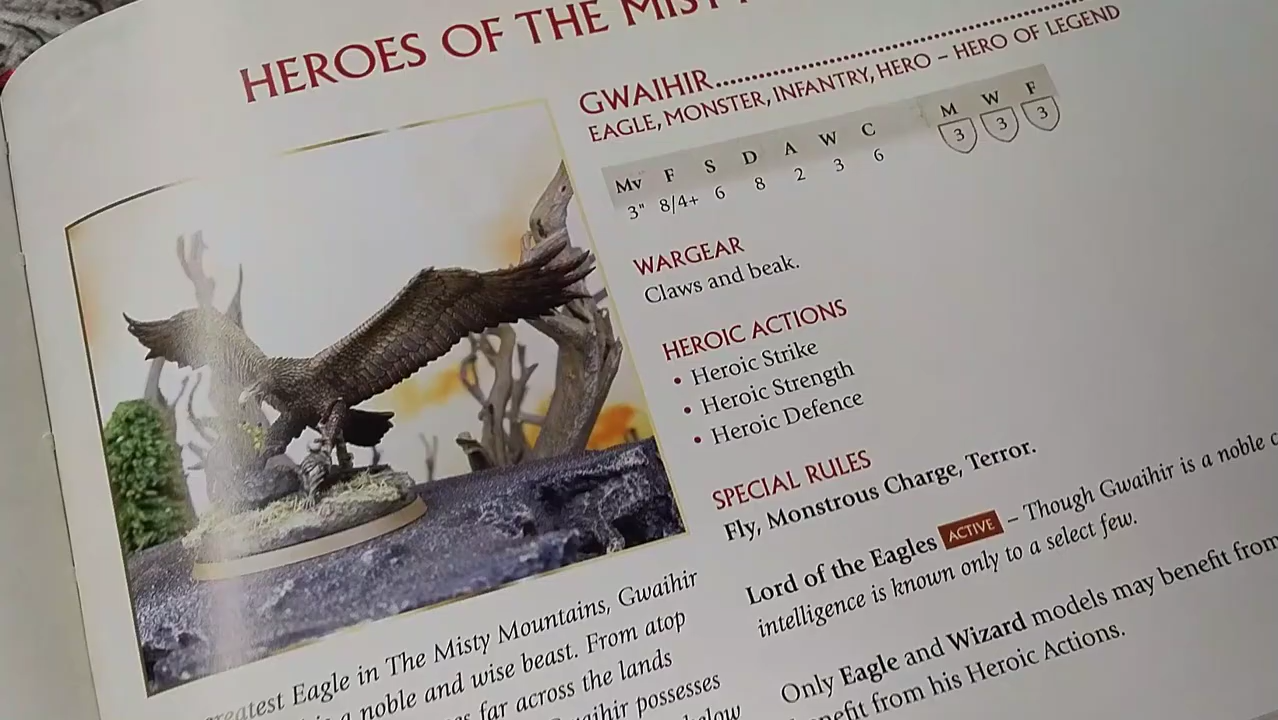 HEROES OF THE
GWAIHIR
EAGLE, MONSTER, INFANTRY, HERO – HERO OF LEGEND
Mv F S D A W C M W F
3" 8/4+ 6 8 2 3 6 3 3 3
WARGEAR
Claws and beak.
HEROIC ACTIONS
• Heroic Strike
• Heroic Strength
• Heroic Defence
SPECIAL RULES
Fly, Monstrous Charge, Terror.
Lord of the Eagles ACTIVE – Though Gwaihir is a noble
intelligence is known only to a select few.
Only Eagle and Wizard models may benefit from
from his Heroic Actions.
Eagle in The Misty Mountains, Gwaihir
a noble and wise beast. From atop
far across the lands
possesses
below